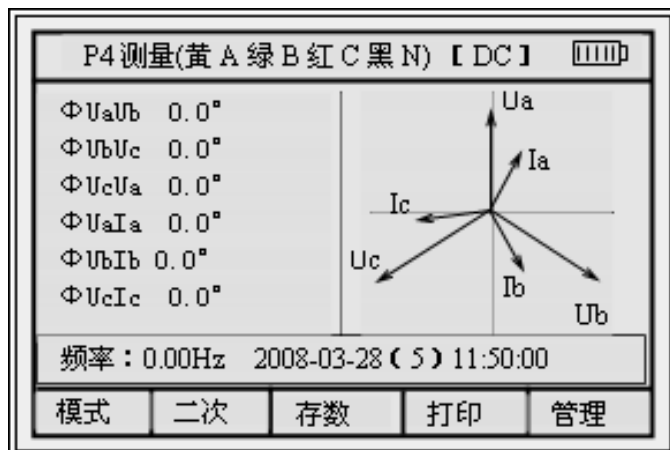 P4测量(黄A绿B红C黑N)【DC】
ΦUaUb 0.0°
ΦUbUc 0.0°
ΦUcUa 0.0°
ΦUaIa 0.0°
ΦUbIb 0.0°
ΦUcIc 0.0°
Ua
Ia
Ic
Uc
Ib
Ub
频率：0.00Hz 2008-03-28(5)11:50:00
模式 二次 存数 打印 管理